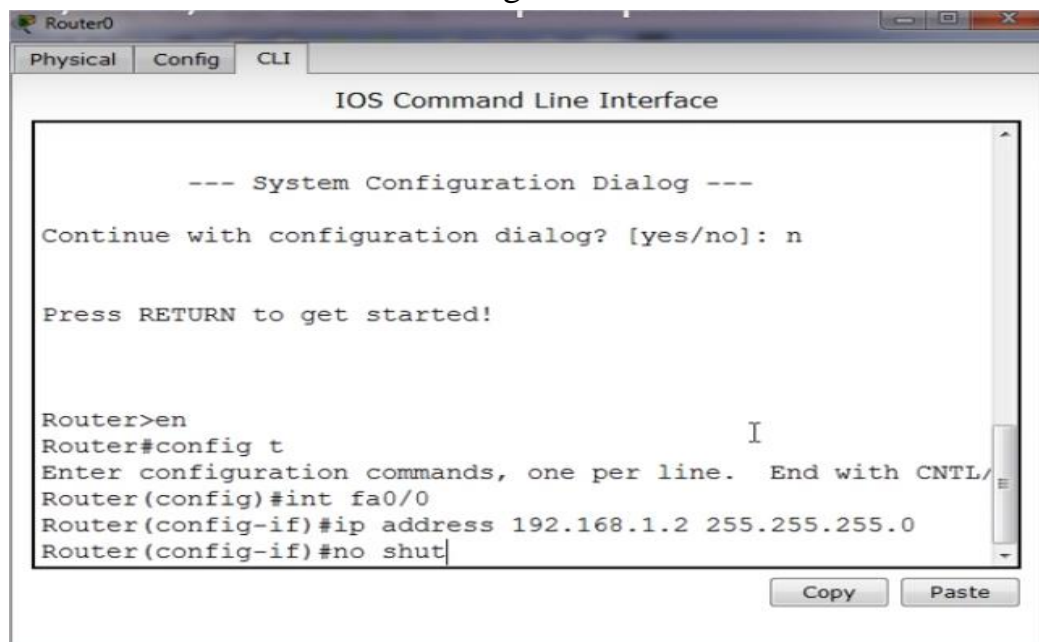 Router0
Physical Config CLI
IOS Command Line Interface
--- System Configuration Dialog ---
Continue with configuration dialog? [yes/no]: n
Press RETURN to get started!
Router>en
Router#config t
Enter configuration commands, one per line. End with CNTL/
Router(config)#int fa0/0
Router(config-if)#ip address 192.168.1.2 255.255.255.0
Router(config-if)#no shut
Copy Paste